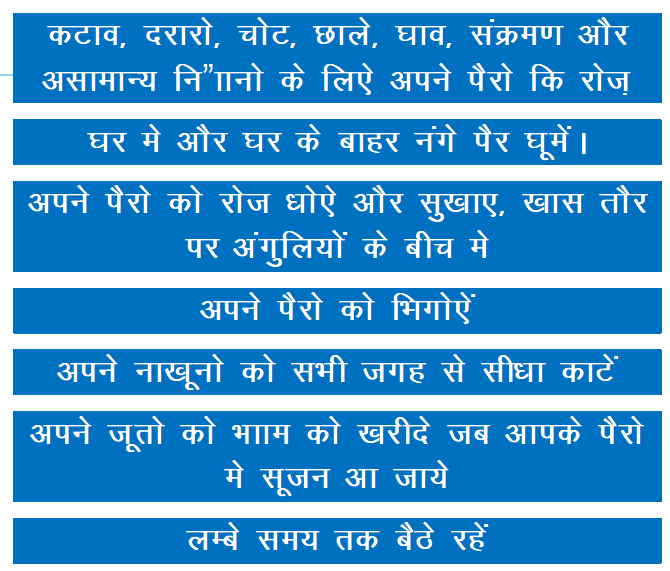 कटाव, दरारो, चोट, छाले, घाव, संक्रमण और
असामान्य नि”ाानो के लिऐ अपने पैरो कि रोज़
घर मे और घर के बाहर नंगे पैर घूमें।
अपने पैरो को रोज धोऐ और सुखाए, खास तौर
पर अंगुलियों के बीच मे
अपने पैरो को भिगोऐं
अपने नाखूनो को सभी जगह से सीधा काटें
अपने जूतो को भााम को खरीदे जब आपके पैरो
मे सूजन आ जाये
लम्बे समय तक बैठे रहें